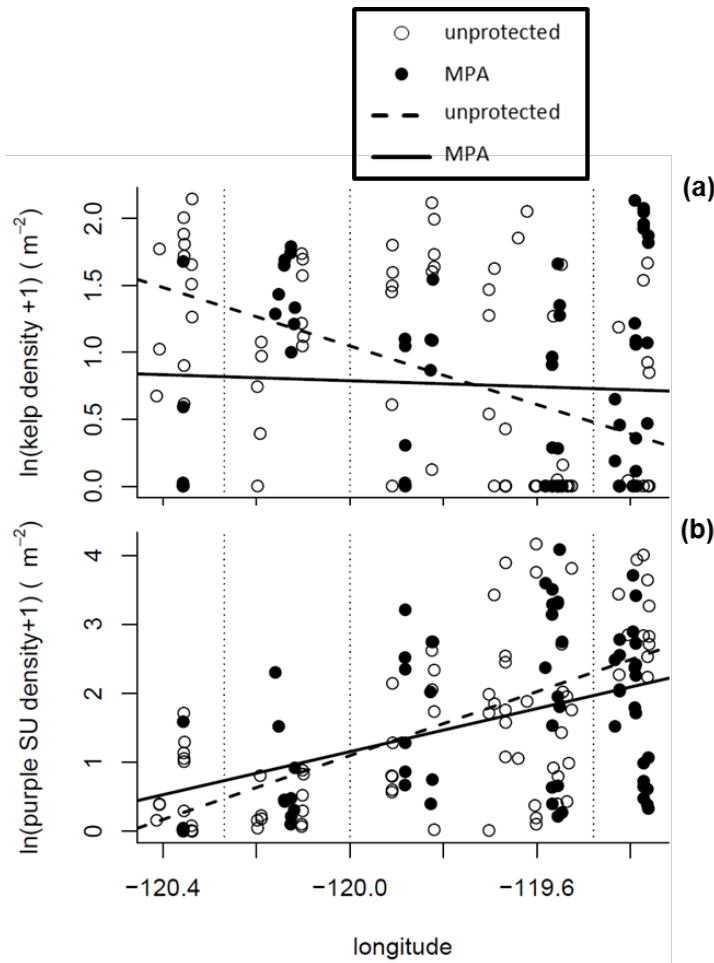 unprotected
MPA
unprotected
MPA
(a)
ln(kelp density +1) ( m−2)
2.0
1.5
1.0
0.5
0.0
(b)
ln(purple SU density+1) ( m−2)
4
3
2
1
0
−120.4
−120.0
−119.6
longitude